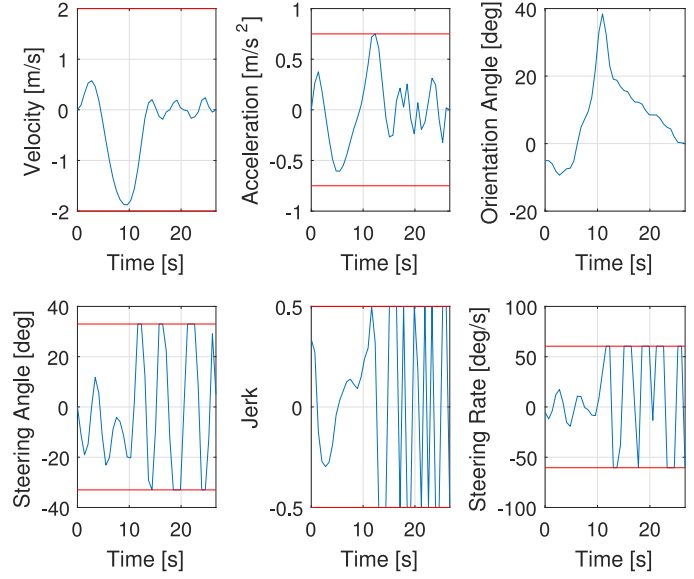 Velocity [m/s]
2
1
0
-1
-2
0 10 20
Time [s]
Acceleration [m/s²]
1
0.5
0
-0.5
-1
0 10 20
Time [s]
Orientation Angle [deg]
40
20
0
-20
0 10 20
Time [s]
Steering Angle [deg]
40
20
0
-20
-40
0 10 20
Time [s]
Jerk
0.5
0
-0.5
0 10 20
Time [s]
Steering Rate [deg/s]
100
50
0
-50
-100
0 10 20
Time [s]